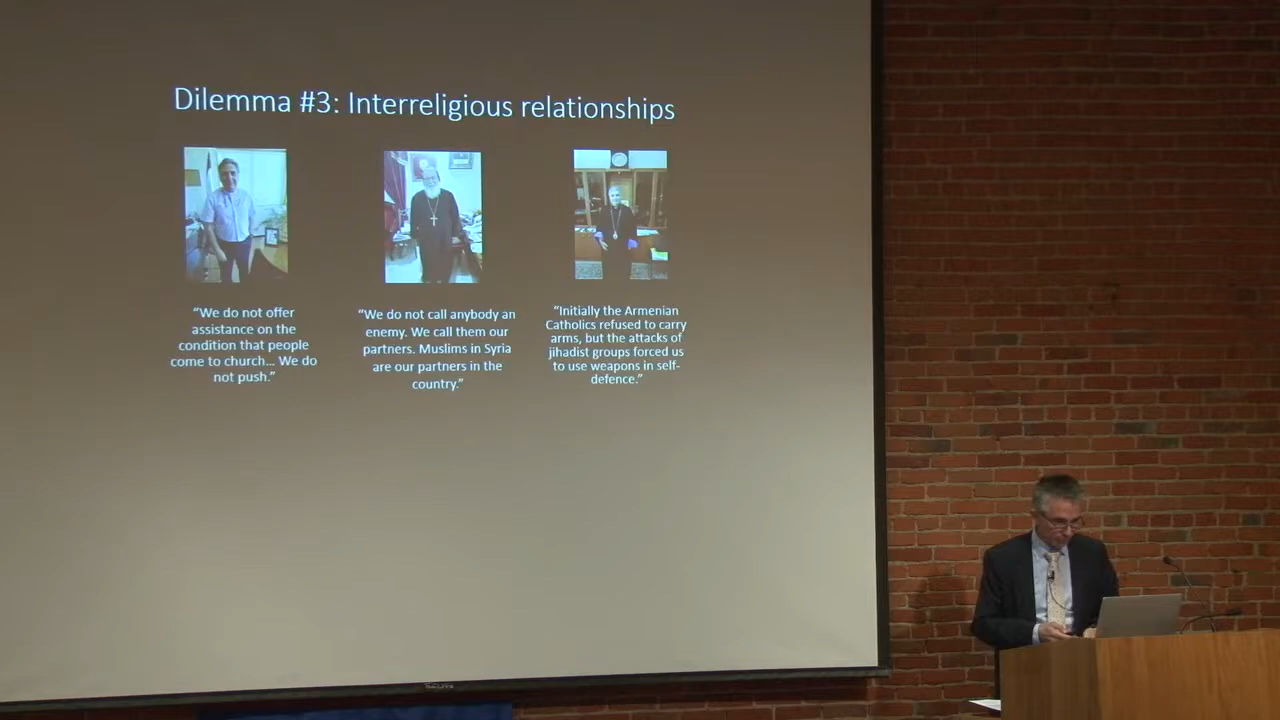 Dilemma #3: Interreligious relationships
“We do not offer
assistance on the
condition that people
come to church... We do
not push.”
“We do not call anybody an
enemy. We call them our
partners. Muslims in Syria
are our partners in the
country.”
“Initially the Armenian
Catholics refused to carry
arms, but the attacks of
jihadist groups forced us
to use weapons in self-
defence.”